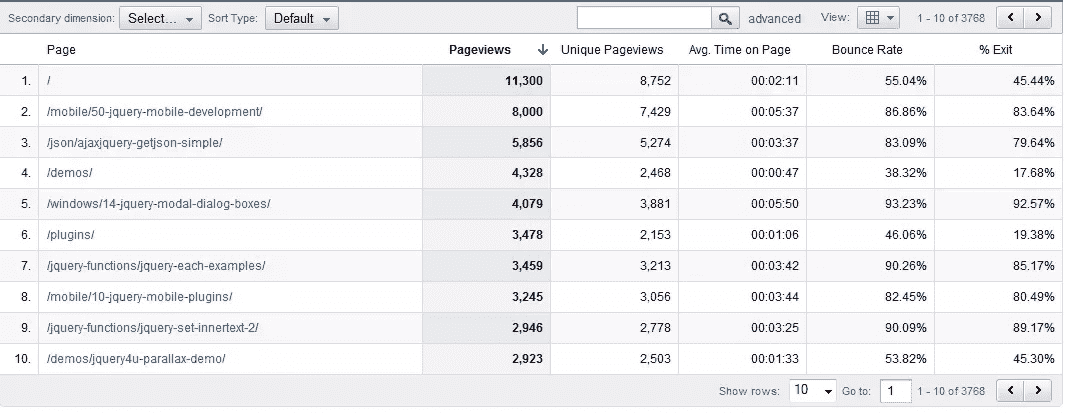 Secondary dimension: Select... Sort Type: Default advanced View: 1 - 10 of 3768
Page Pageviews Unique Pageviews Avg. Time on Page Bounce Rate % Exit
1. / 11,300 8,752 00:02:11 55.04% 45.44%
2. /mobile/50-jquery-mobile-development/ 8,000 7,429 00:05:37 86.86% 83.64%
3. /json/ajaxjquery-getjson-simple/ 5,856 5,274 00:03:37 83.09% 79.64%
4. /demos/ 4,328 2,468 00:00:47 38.32% 17.68%
5. /windows/14-jquery-modal-dialog-boxes/ 4,079 3,881 00:05:50 93.23% 92.57%
6. /plugins/ 3,478 2,153 00:01:06 46.06% 19.38%
7. /jquery-functions/jquery-each-examples/ 3,459 3,213 00:03:42 90.26% 85.17%
8. /mobile/10-jquery-mobile-plugins/ 3,245 3,056 00:03:44 82.45% 80.49%
9. /jquery-functions/jquery-set-innertext-2/ 2,946 2,778 00:03:25 90.09% 89.17%
10. /demos/jquery4u-parallax-demo/ 2,923 2,503 00:01:33 53.82% 45.30%
Show rows: 10 Go to: 1 1 - 10 of 3768